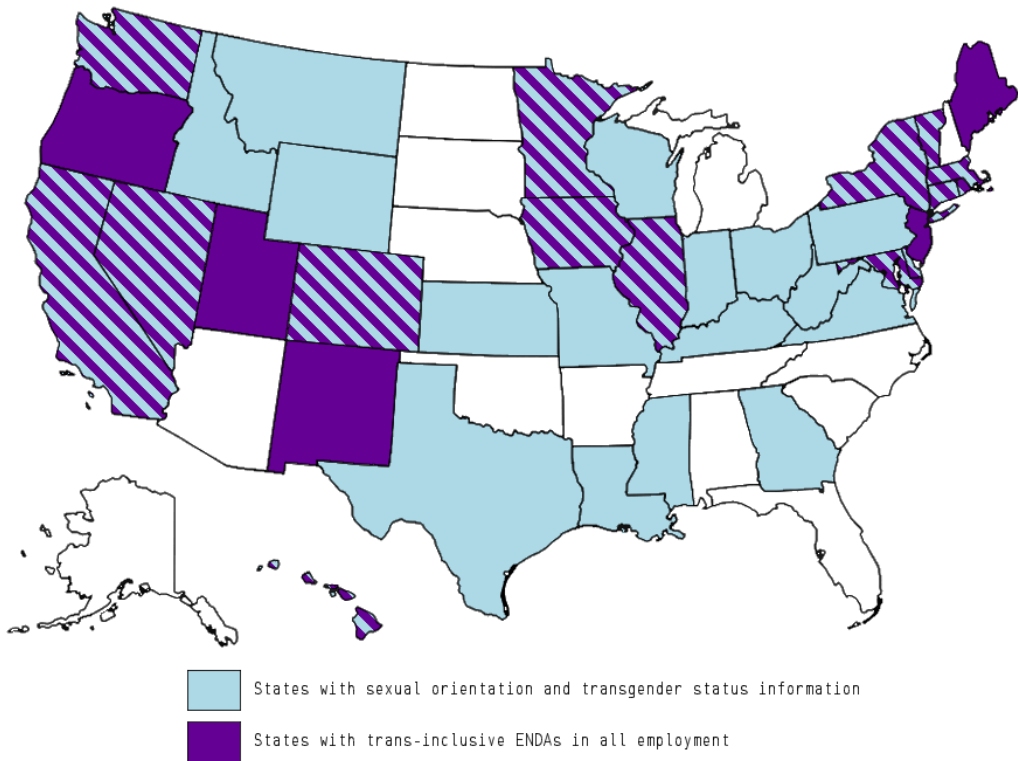 States with sexual orientation and transgender status information
States with trans-inclusive ENDAs in all employment